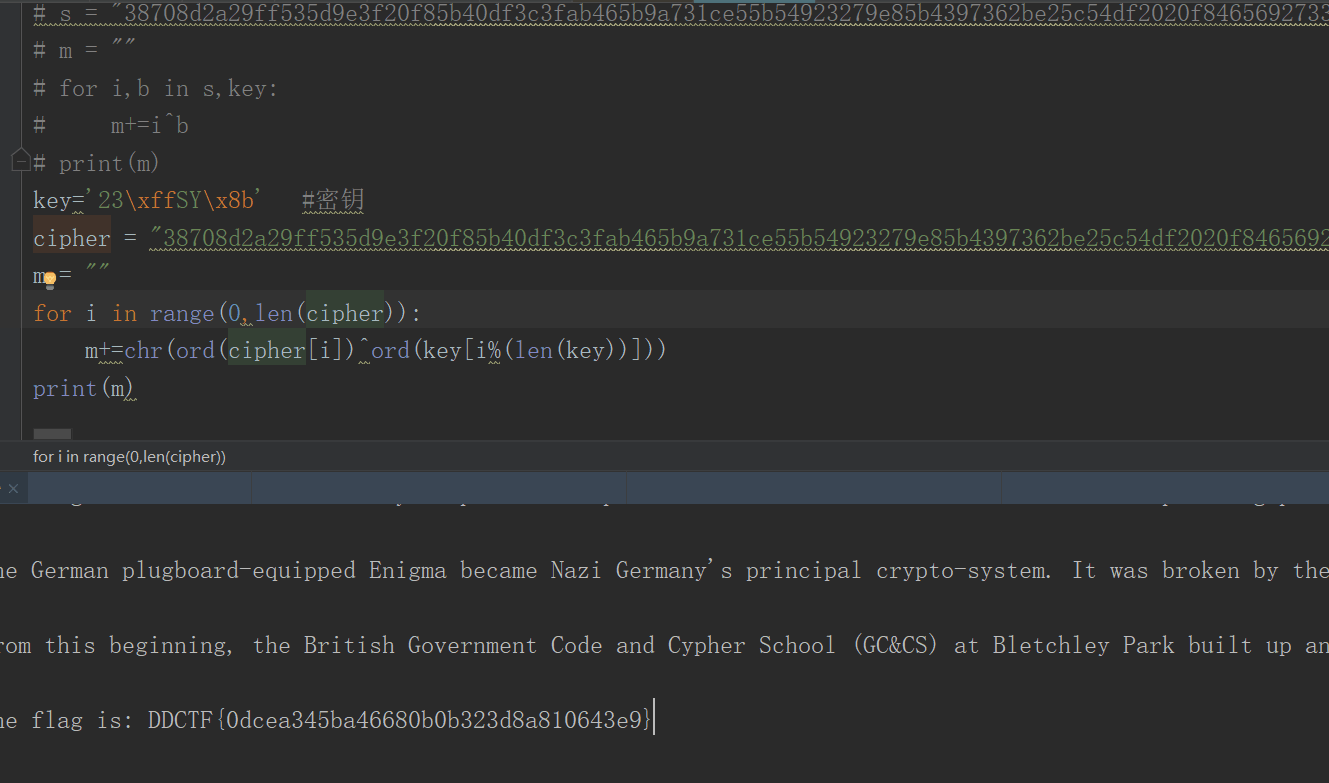 # s = "38708d2a29ff535d9e3f20f85b40df3c3fab465b9a731ce55b54923279e85b4397362be25c54df2020f8465692733
# m = ""
# for i,b in s,key:
#     m+=i^b
# print(m)
key='23\xffSY\x8b'   #密钥
cipher = "38708d2a29ff535d9e3f20f85b40df3c3fab465b9a731ce55b54923279e85b4397362be25c54df2020f8465692
m = ""
for i in range(0,len(cipher)):
    m+=chr(ord(cipher[i])^ord(key[i%(len(key))]))
print(m)
for i in range(0,len(cipher))
he German plugboard-equipped Enigma became Nazi Germany's principal crypto-system. It was broken by the
rom this beginning, the British Government Code and Cypher School (GC&CS) at Bletchley Park built up an
he flag is: DDCTF{0dcea345ba46680b0b323d8a810643e9}